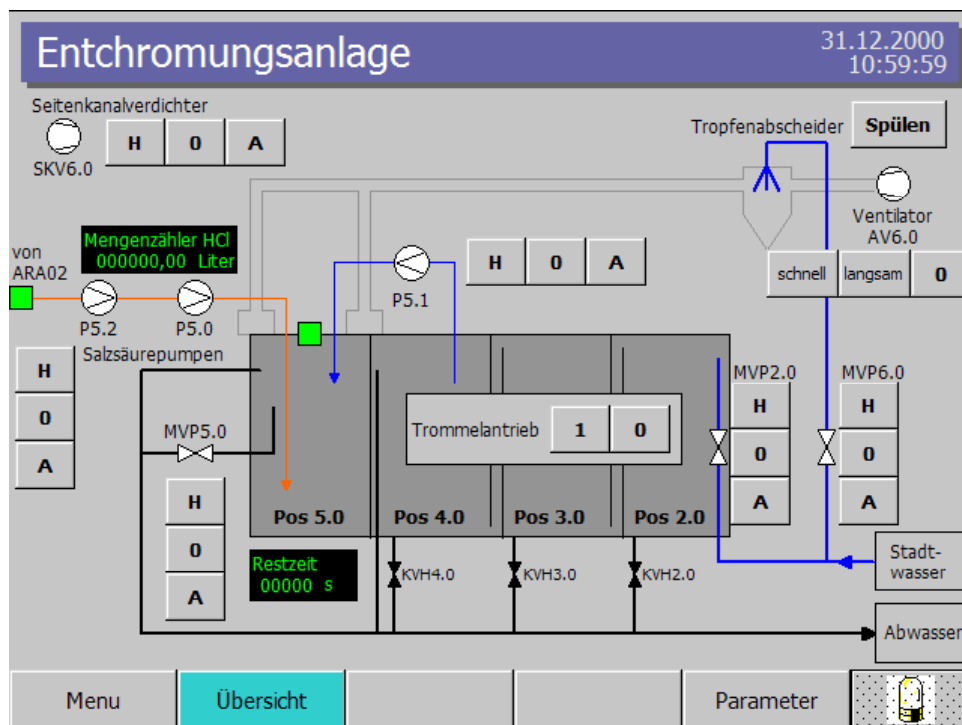 Entchromungsanlage
31.12.2000
10:59:59
Seitenkanalverdichter
SKV6.0
H 0 A
Tropfenabscheider
Spülen
Ventilator
AV6.0
schnell langsam 0
von
ARA02
Mengenzähler HCl
000000,00 Liter
P5.2
P5.0
Salzsäurepumpen
P5.1
H 0 A
H
0
A
MVP5.0
H
0
A
Trommelantrieb 1 0
MVP2.0
H
0
A
MVP6.0
H
0
A
Pos 5.0
Pos 4.0
Pos 3.0
Pos 2.0
Restzeit
00000 s
KVH4.0
KVH3.0
KVH2.0
Stadt-
wasser
Abwasser
Menu
Übersicht
Parameter